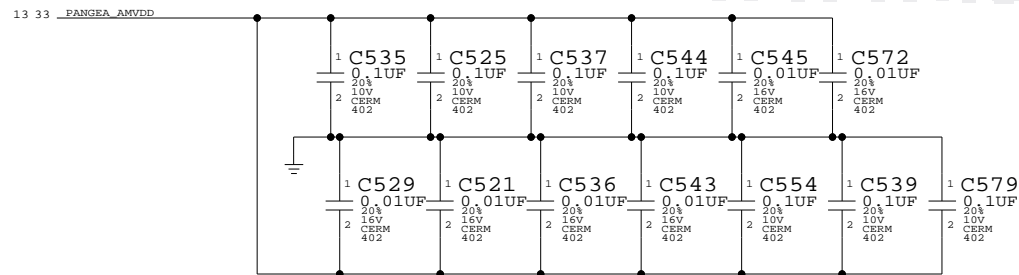 13 33 PANGEA_AMVDD
1 C535
0.1UF
20%
10V
2 CERM
402
1 C525
0.1UF
20%
10V
2 CERM
402
1 C537
0.1UF
20%
10V
2 CERM
402
1 C544
0.1UF
20%
10V
2 CERM
402
1 C545
0.01UF
20%
16V
2 CERM
402
1 C572
0.01UF
20%
16V
2 CERM
402
1 C529
0.01UF
20%
16V
2 CERM
402
1 C521
0.01UF
20%
16V
2 CERM
402
1 C536
0.01UF
20%
16V
2 CERM
402
1 C543
0.01UF
20%
16V
2 CERM
402
1 C554
0.1UF
20%
10V
2 CERM
402
1 C539
0.1UF
20%
10V
2 CERM
402
1 C579
0.1UF
20%
10V
2 CERM
402